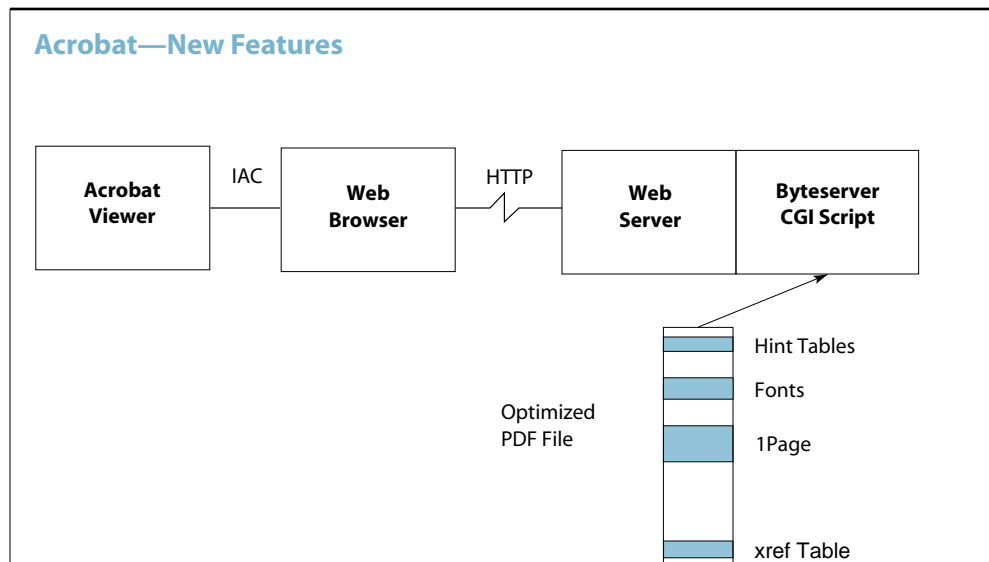 Acrobat—New Features
Acrobat
Viewer
IAC
Web
Browser
HTTP
Web
Server
Byteserver
CGI Script
Hint Tables
Fonts
Optimized
PDF File
1Page
xref Table